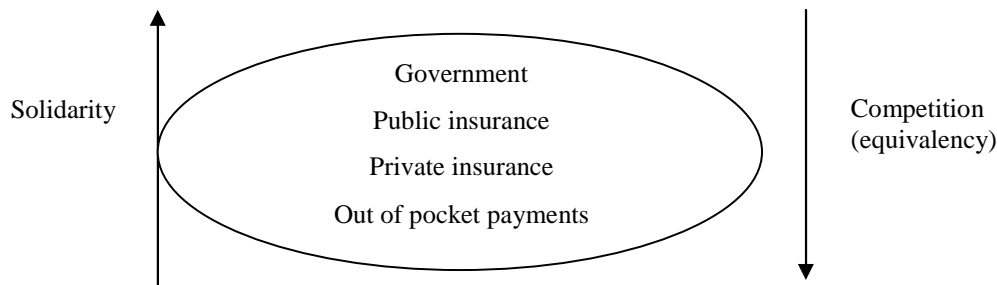 Government
Solidarity
Public insurance
Competition
(equivalency)
Private insurance
Out of pocket payments